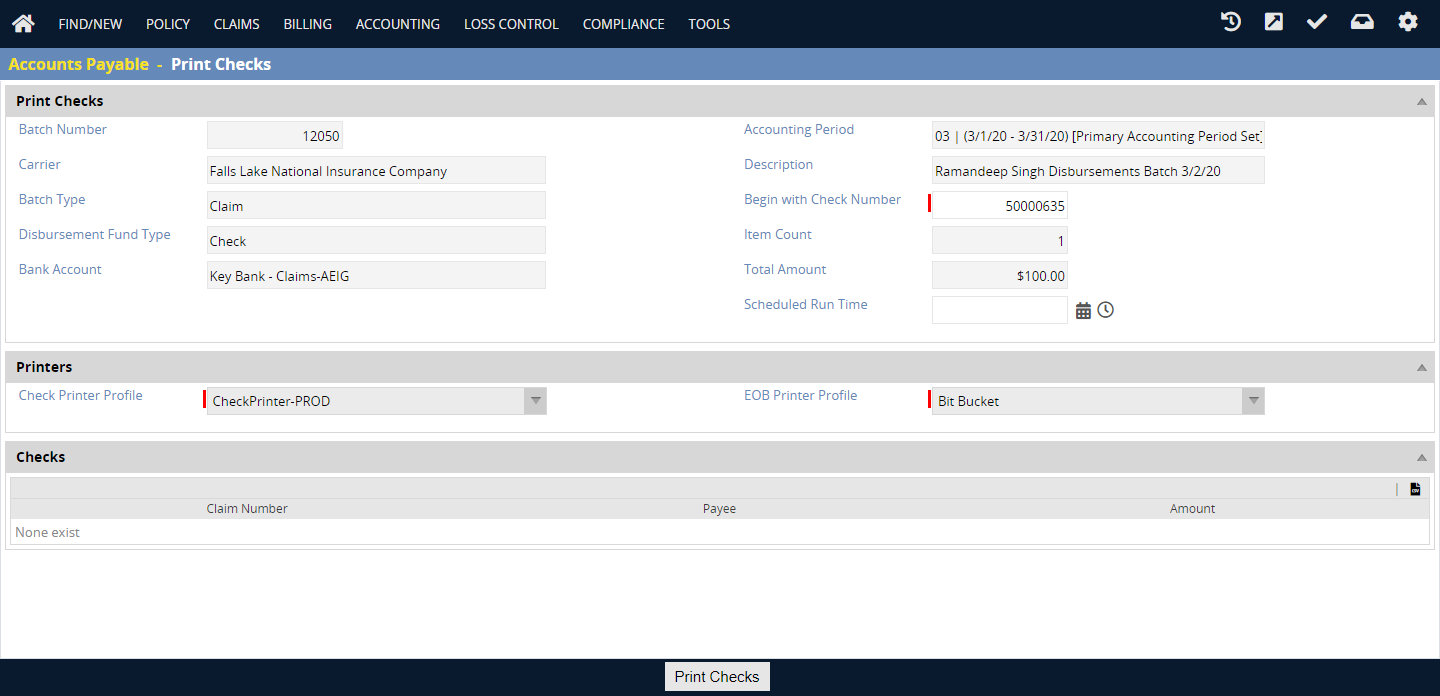 FIND/NEW POLICY CLAIMS BILLING ACCOUNTING LOSS CONTROL COMPLIANCE TOOLS
Accounts Payable - Print Checks
Print Checks
Batch Number 12050 Accounting Period 03 | (3/1/20 - 3/31/20) [Primary Accounting Period Set]
Carrier Falls Lake National Insurance Company Description Ramandeep Singh Disbursements Batch 3/2/20
Batch Type Claim Begin with Check Number 50000635
Disbursement Fund Type Check Item Count 1
Bank Account Key Bank - Claims-AEIG Total Amount $100.00
Scheduled Run Time
Printers
Check Printer Profile CheckPrinter-PROD EOB Printer Profile Bit Bucket
Checks
|
Claim Number Payee Amount
None exist
Print Checks